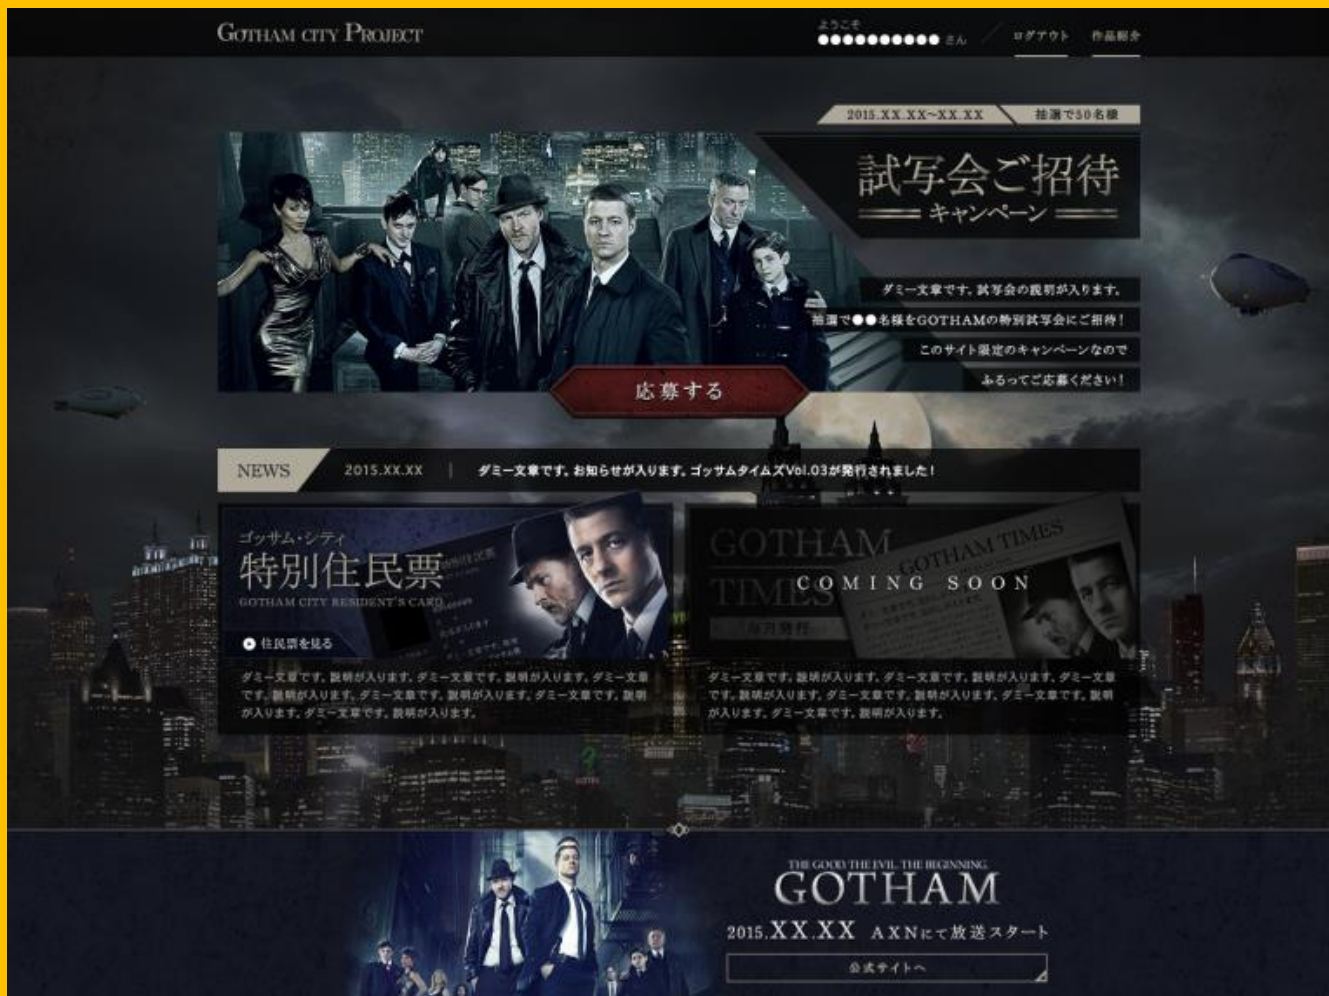 GOTHAM CITY PROJECT
ようこそ
●●●●●●●●●● さん
ログアウト
作品紹介
2015.XX.XX~XX.XX
抽選で50名様
試写会ご招待
キャンペーン
ダミー文章です。試写会の説明が入ります。
抽選で●●名様をGOTHAMの特別試写会にご招待!
このサイト限定のキャンペーンなので
ふるってご応募ください!
応募する
NEWS
2015.XX.XX
ダミー文章です。お知らせが入ります。ゴッサムタイムズVol.03が発行されました!
ゴッサム・シティ
特別住民票
GOTHAM CITY RESIDENT'S CARD
住民票を見る
ダミー文章です。説明が入ります。ダミー文章です。説明が入ります。ダミー文章
です。説明が入ります。ダミー文章です。説明が入ります。ダミー文章です。説明
が入ります。ダミー文章です。説明が入ります。
GOTHAM
TIMES
毎月発行
GOTHAM TIMES
COMING SOON
ダミー文章です。説明が入ります。ダミー文章です。説明が入ります。ダミー文章
です。説明が入ります。ダミー文章です。説明が入ります。ダミー文章です。説明
が入ります。ダミー文章です。説明が入ります。
THE GOOD. THE EVIL. THE BEGINNING.
GOTHAM
2015.XX.XX AXNにて放送スタート
公式サイトへ